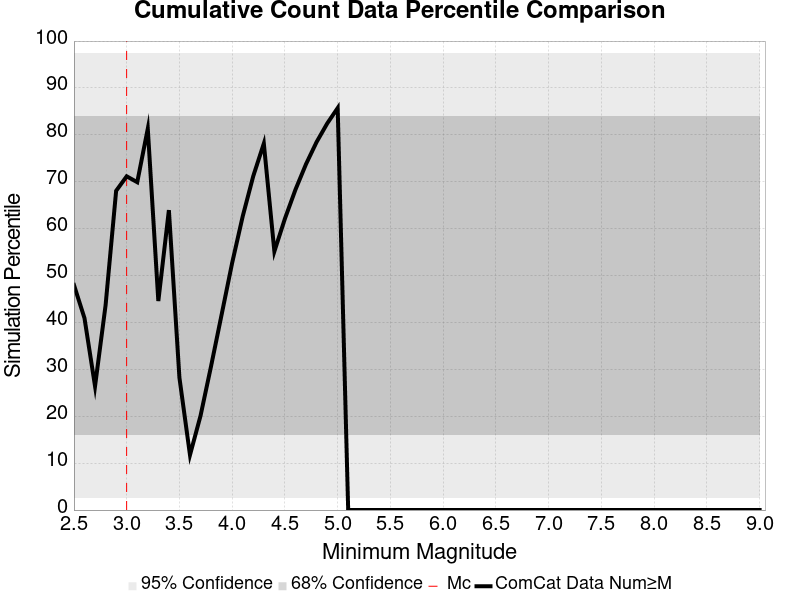 Cumulative Count Data Percentile Comparison
100
90
80
70
60
50
40
30
20
10
0
Simulation Percentile
2.5 3.0 3.5 4.0 4.5 5.0 5.5 6.0 6.5 7.0 7.5 8.0 8.5 9.0
Minimum Magnitude
95% Confidence 68% Confidence Mc ComCat Data Num≥M